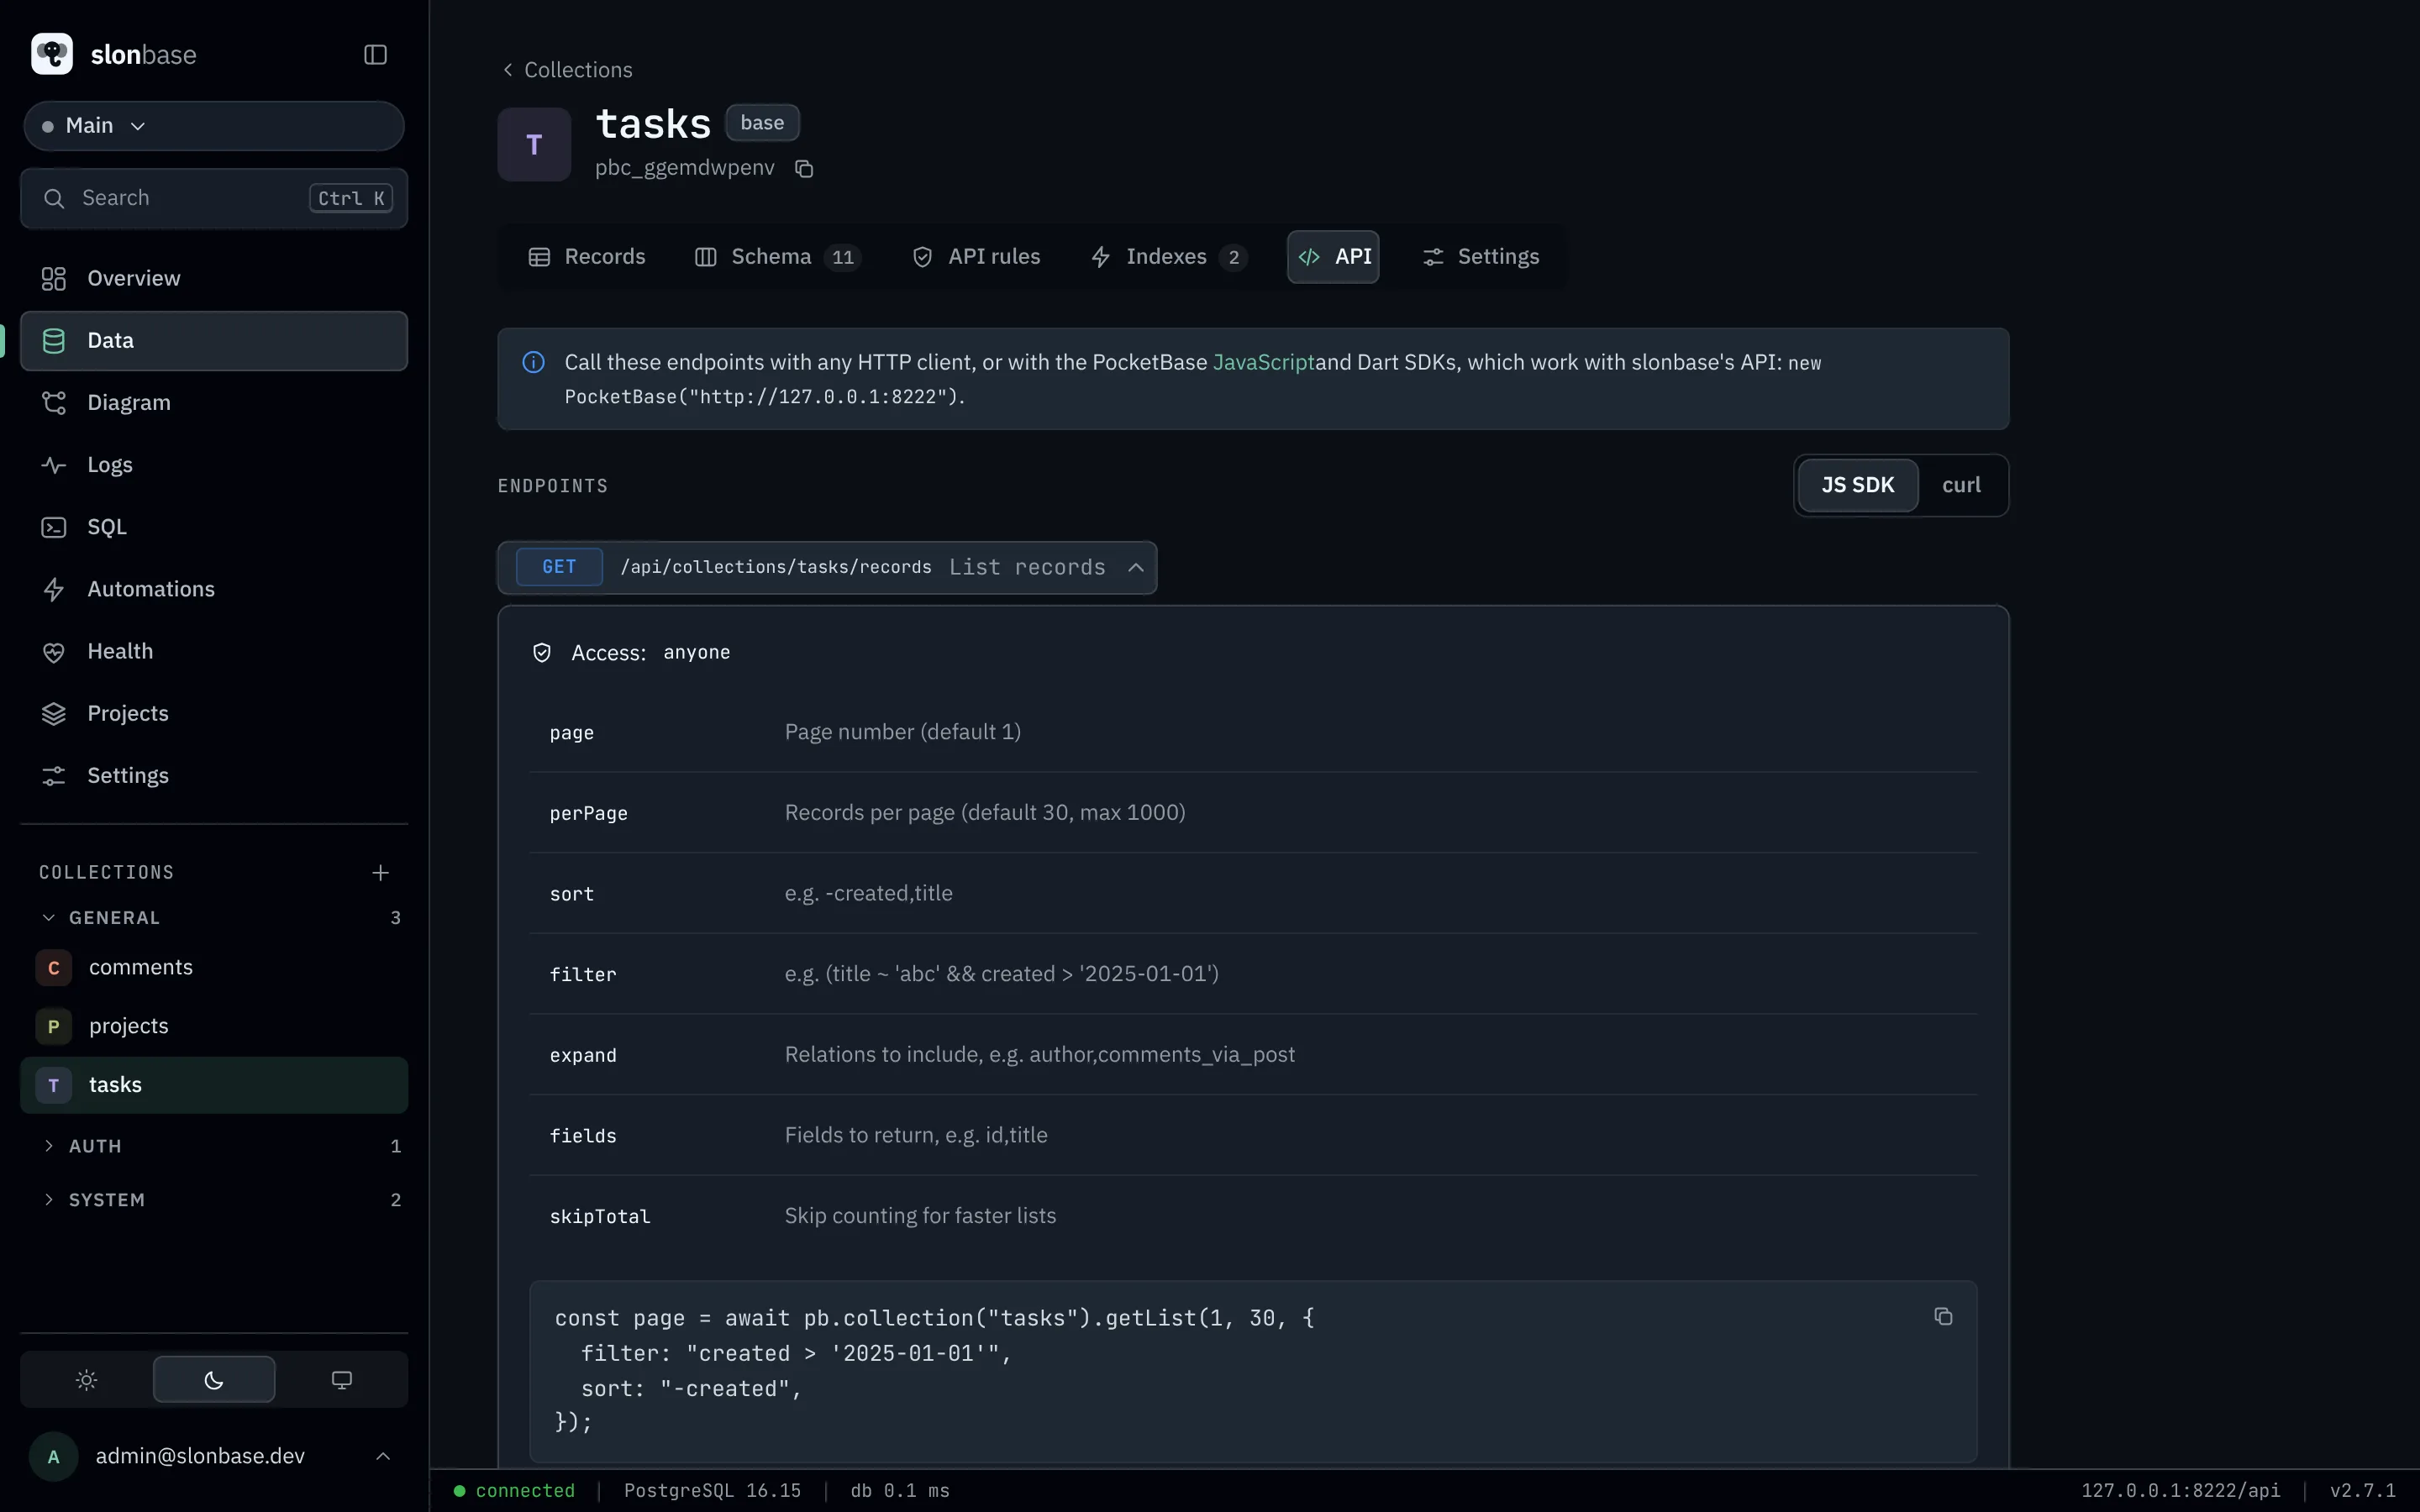 slonbase
Main
Search
Ctrl K
Overview
Data
Diagram
Logs
SQL
Automations
Health
Projects
Settings
COLLECTIONS
GENERAL 3
C comments
P projects
T tasks
AUTH 1
SYSTEM 2
A admin@slonbase.dev
Collections
T
tasks base
pbc_ggemdwpenv
Records Schema 11 API rules Indexes 2 API Settings
Call these endpoints with any HTTP client, or with the PocketBase JavaScriptand Dart SDKs, which work with slonbase's API: new
PocketBase("http://127.0.0.1:8222").
ENDPOINTS
JS SDK curl
GET /api/collections/tasks/records List records
Access: anyone
page Page number (default 1)
perPage Records per page (default 30, max 1000)
sort e.g. -created,title
filter e.g. (title ~ 'abc' && created > '2025-01-01')
expand Relations to include, e.g. author,comments_via_post
fields Fields to return, e.g. id,title
skipTotal Skip counting for faster lists
const page = await pb.collection("tasks").getList(1, 30, {
filter: "created > '2025-01-01'",
sort: "-created",
});
connected | PostgreSQL 16.15 | db 0.1 ms
127.0.0.1:8222/api | v2.7.1